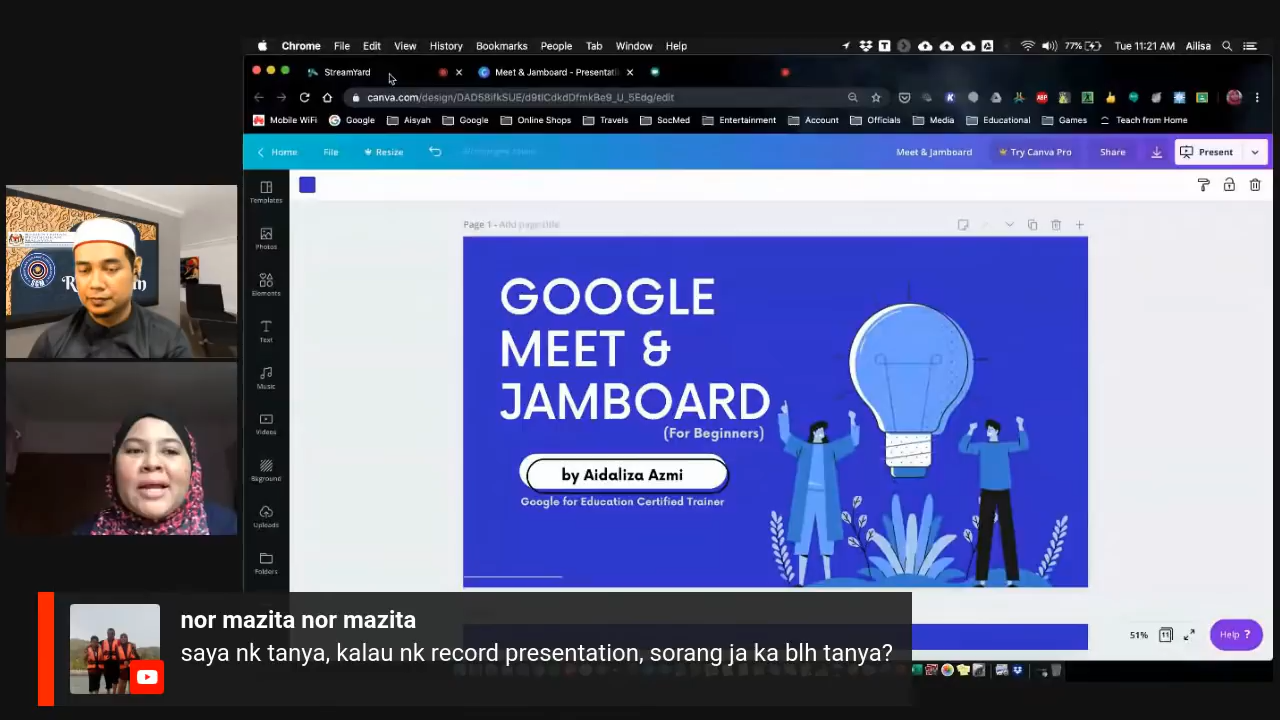 Chrome File Edit View History Bookmarks People Tab Window Help
77%
Tue 11:21 AM Ailisa
StreamYard
Meet & Jamboard - Presentati
canva.com/design/DAD58ifkSUE/d9tlCdkdDfmkBe9_U_5Edg/edit
Mobile WiFi Google Aisyah Google Online Shops Travels SocMed Entertainment Account Officials Media Educational Games Teach from Home
Home File Resize
Meet & Jamboard Try Canva Pro Share Present
Templates
Photos
Elements
Text
Music
Videos
Bkground
Uploads
Folders
Page 1 - Add page title
GOOGLE
MEET &
JAMBOARD
(For Beginners)
by Aidaliza Azmi
Google for Education Certified Trainer
51% 11 Help ?
nor mazita nor mazita
saya nk tanya, kalau nk record presentation, sorang ja ka blh tanya?